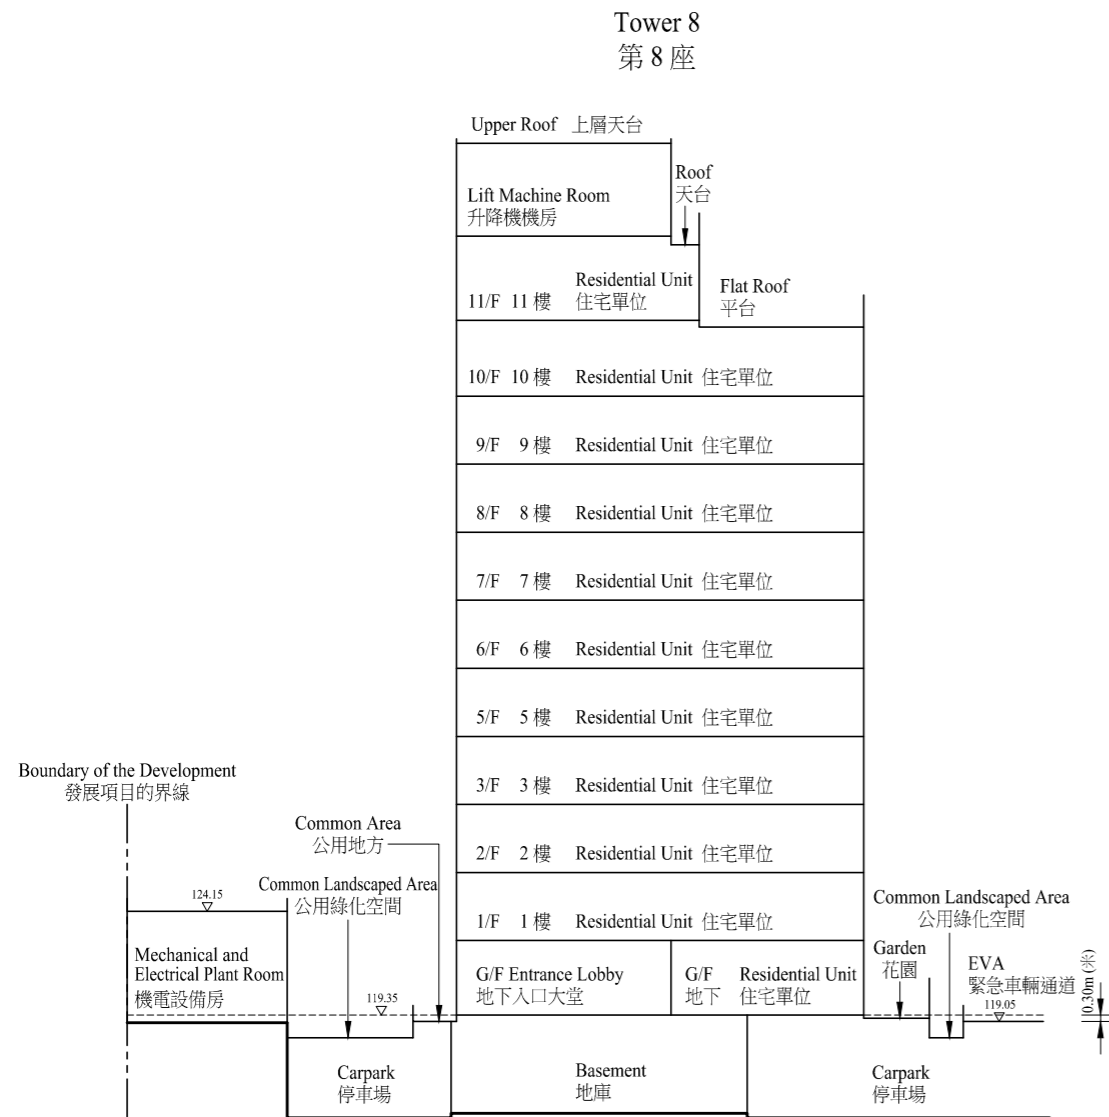 Tower 8
第 8 座
Upper Roof 上層天台
Roof
天台
Lift Machine Room
升降機機房
Residential Unit
11/F 11 樓 住宅單位
Flat Roof
平台
10/F 10 樓 Residential Unit 住宅單位
9/F 9 樓 Residential Unit 住宅單位
8/F 8 樓 Residential Unit 住宅單位
7/F 7 樓 Residential Unit 住宅單位
6/F 6 樓 Residential Unit 住宅單位
5/F 5 樓 Residential Unit 住宅單位
Boundary of the Development
發展項目的界線
3/F 3 樓 Residential Unit 住宅單位
Common Area
公用地方
2/F 2 樓 Residential Unit 住宅單位
124.15
Common Landscaped Area
公用綠化空間
1/F 1 樓 Residential Unit 住宅單位
Common Landscaped Area
公用綠化空間
Mechanical and
Electrical Plant Room
機電設備房
119.35
G/F Entrance Lobby
地下入口大堂
G/F Residential Unit
地下 住宅單位
Garden
花園
EVA
緊急車輛通道
119.05
0.30m (米)
Carpark
停車場
Basement
地庫
Carpark
停車場